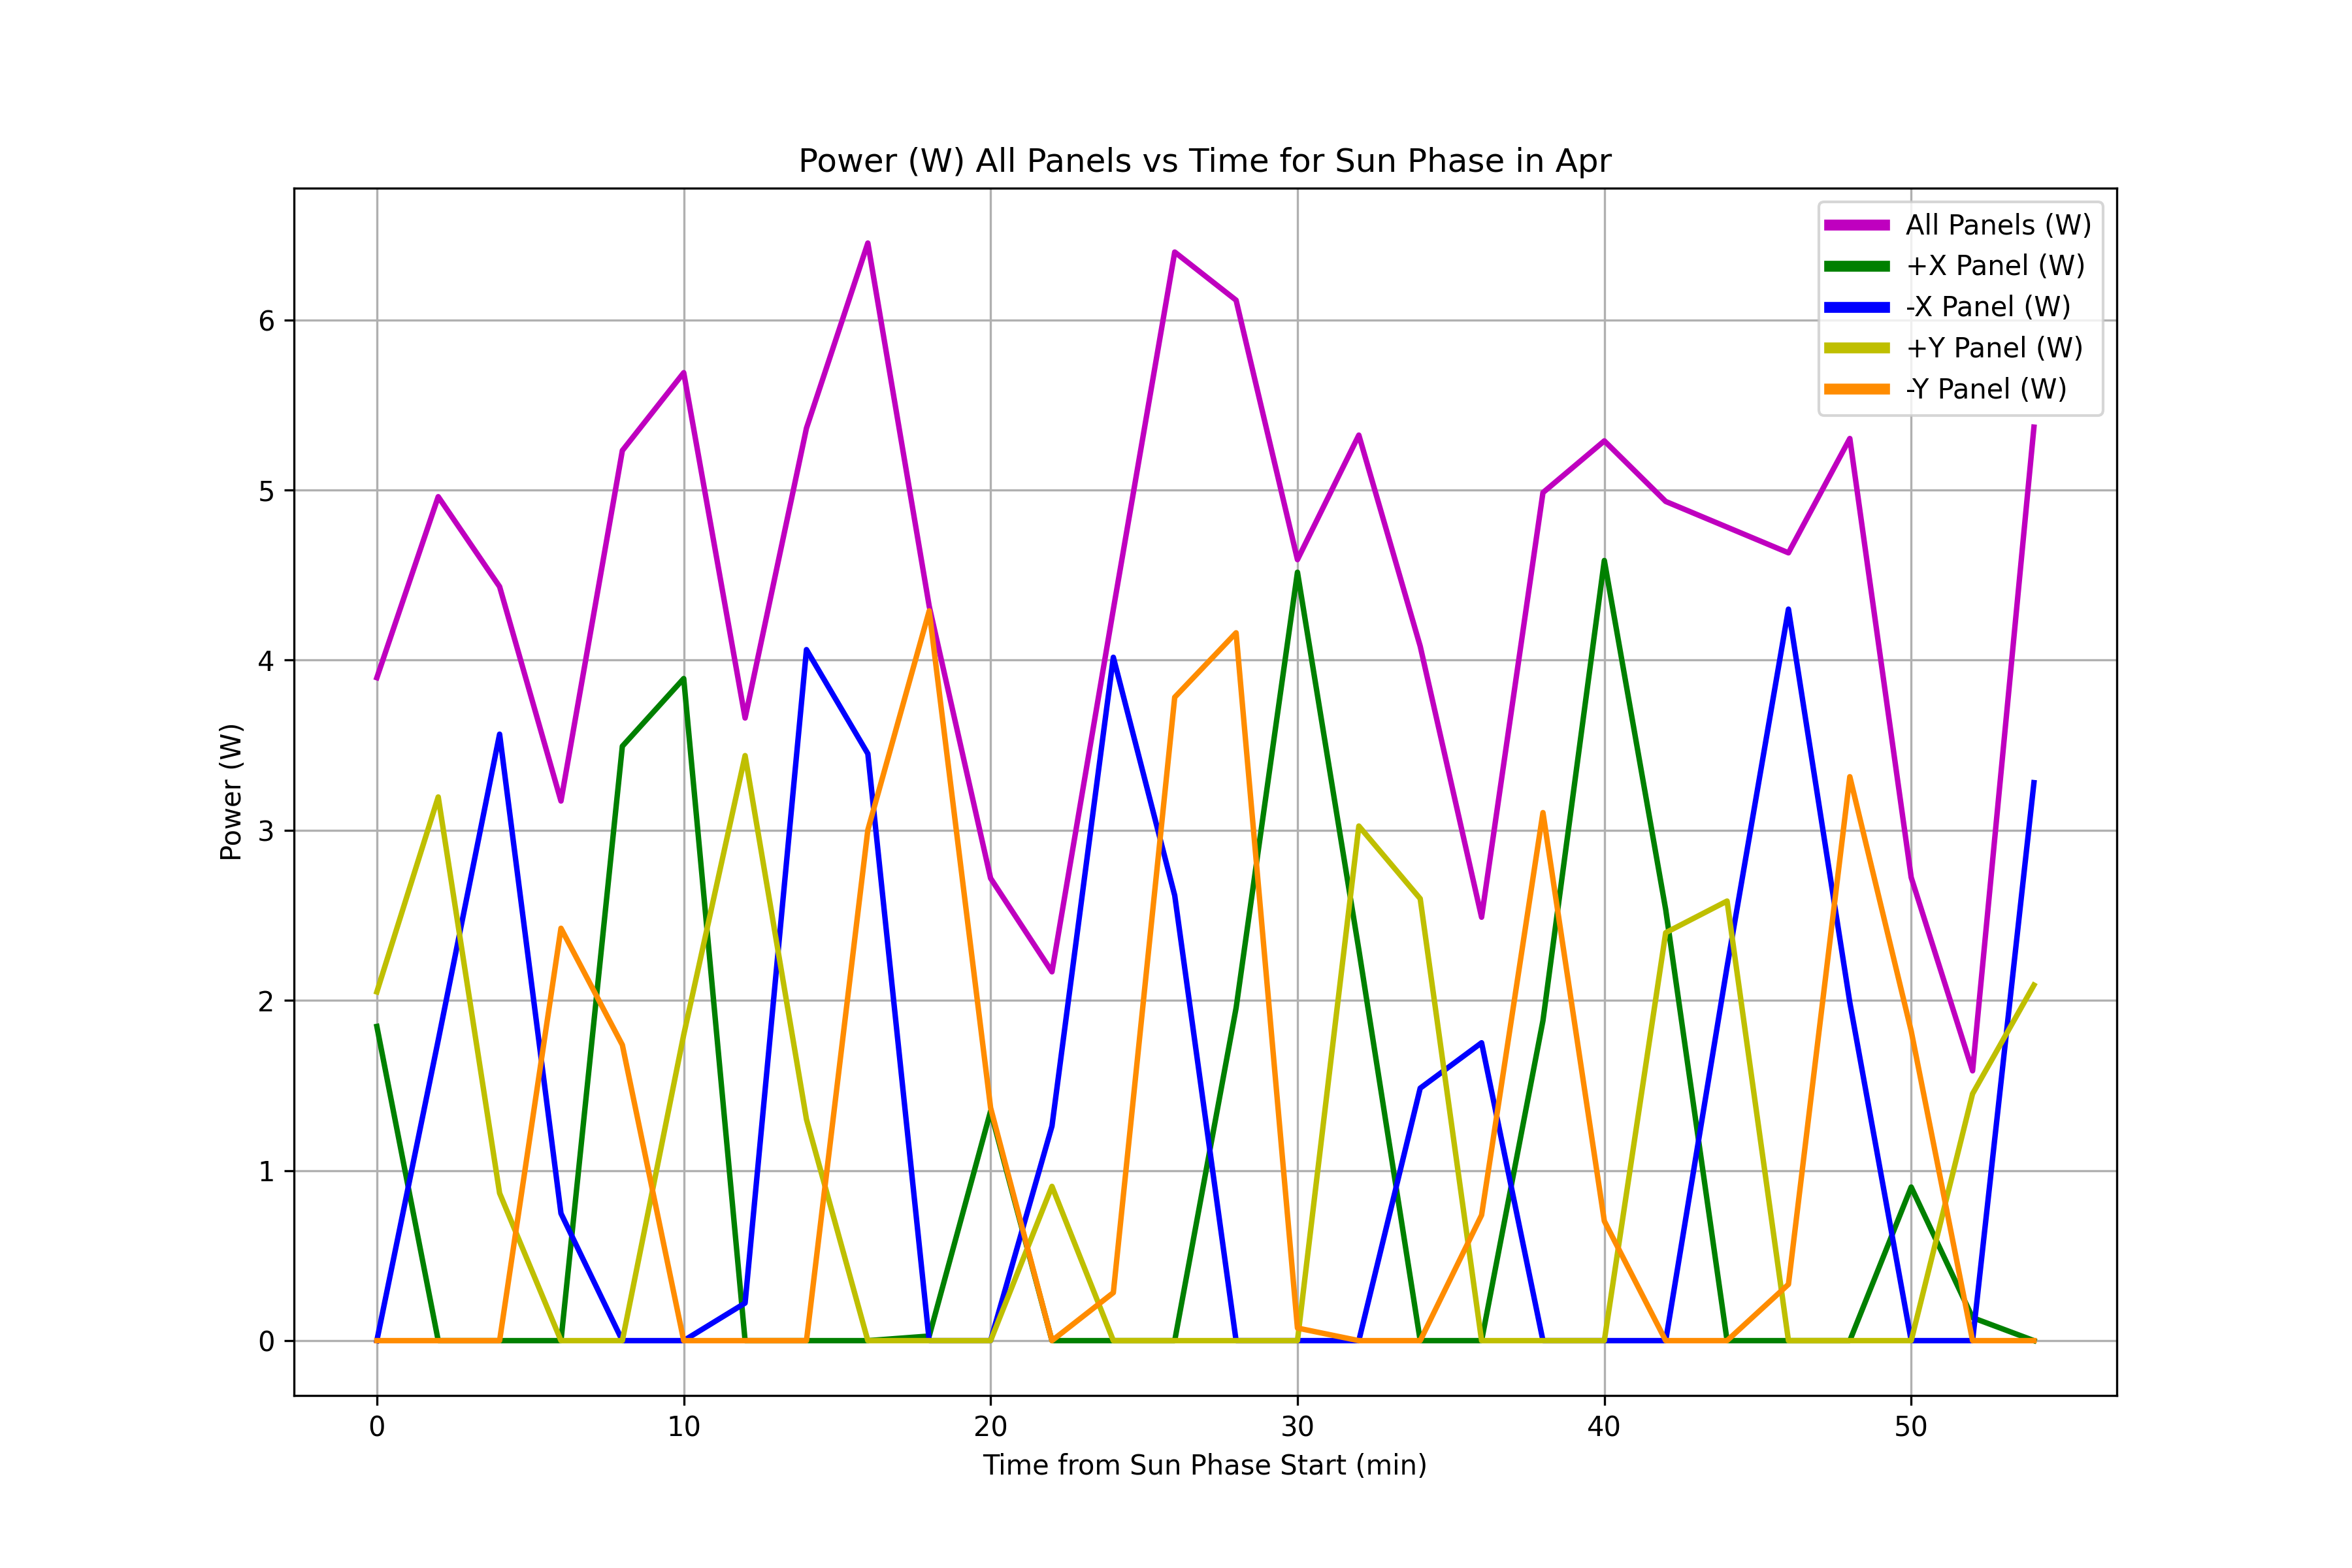 Power (W) All Panels vs Time for Sun Phase in Apr
All Panels (W)
+X Panel (W)
-X Panel (W)
+Y Panel (W)
-Y Panel (W)
Power (W)
6
5
4
3
2
1
0
0 10 20 30 40 50
Time from Sun Phase Start (min)